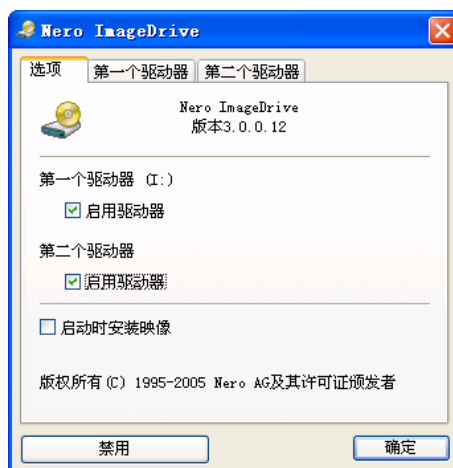 Nero ImageDrive
选项 第一个驱动器 第二个驱动器
Nero ImageDrive
版本3.0.0.12
第一个驱动器 (I:)
启用驱动器
第二个驱动器
启用驱动器
启动时安装映像
版权所有(C) 1995-2005 Nero AG及其许可证颁发者
禁用 确定